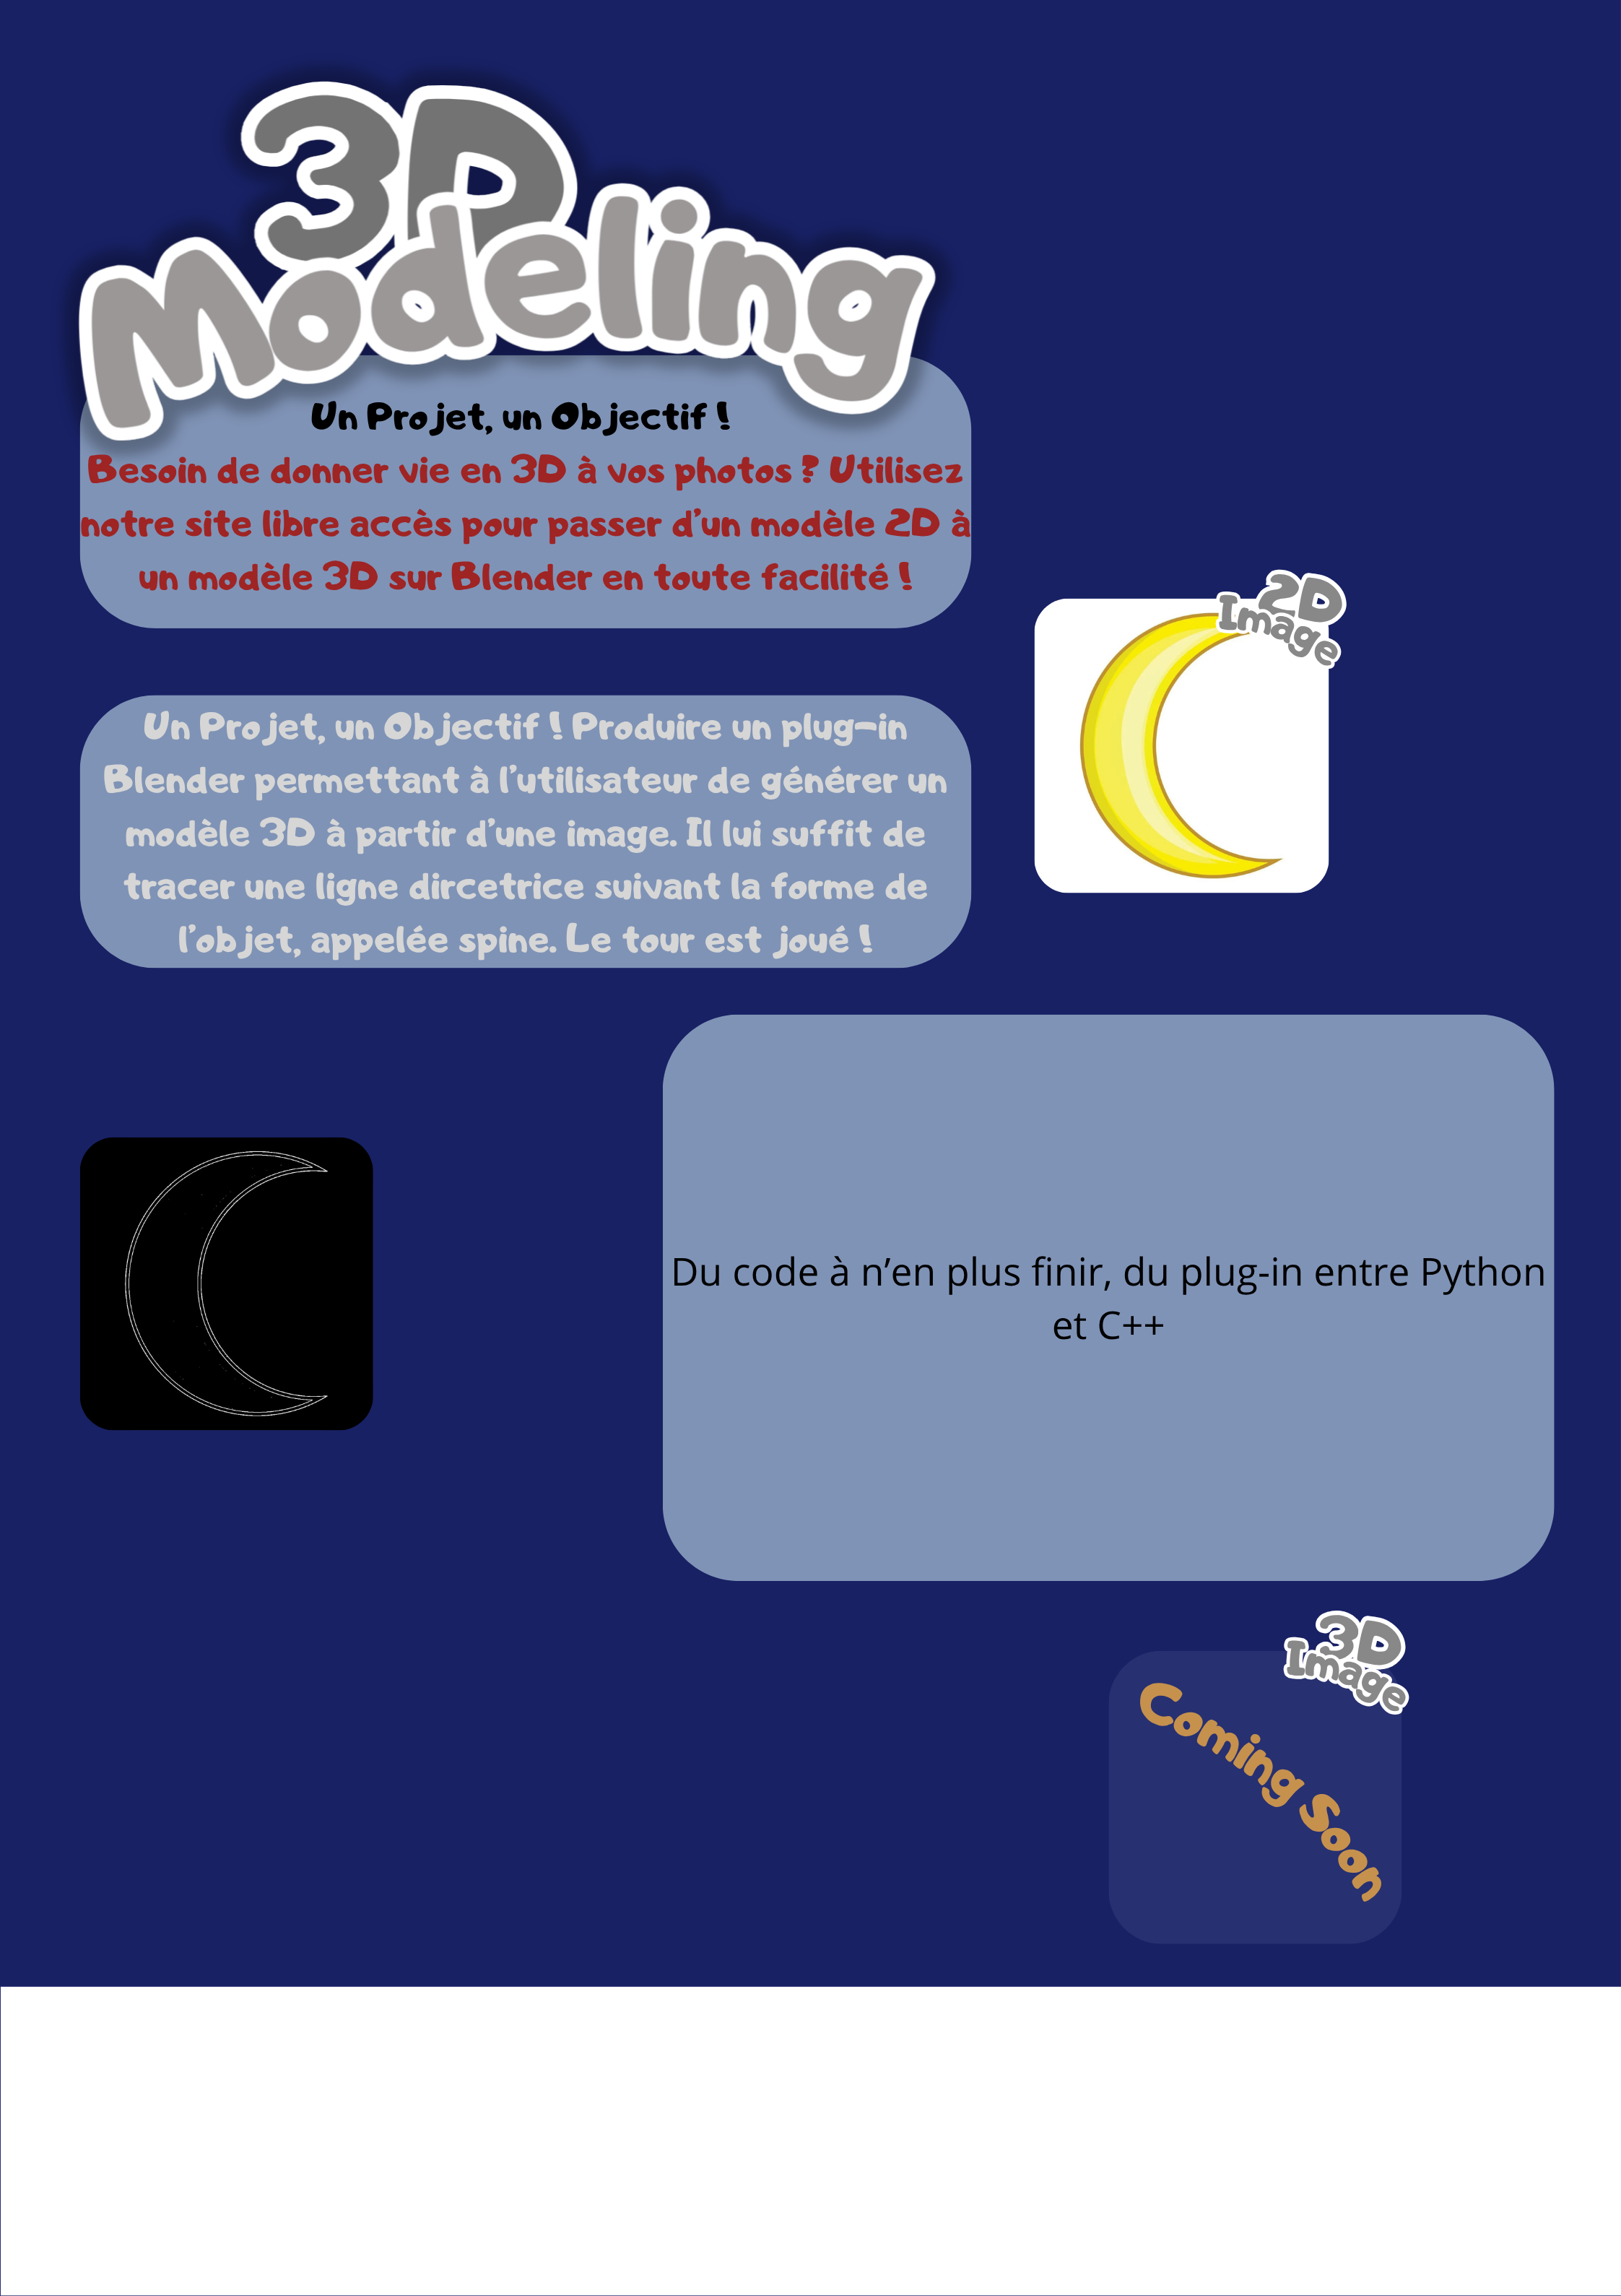 3D
Modeling
Un Projet, un Objectif !
Besoin de donner vie en 3D à vos photos ? Utilisez
notre site libre accès pour passer d'un modèle 2D à
un modèle 3D sur Blender en toute facilité !
2D
Image
Un Projet, un Objectif ! Produire un plug-in
Blender permettant à l'utilisateur de générer un
modèle 3D à partir d'une image. Il lui suffit de
tracer une ligne dircetrice suivant la forme de
l'objet, appelée spine. Le tour est joué !
Du code à n'en plus finir, du plug-in entre Python
et C++
3D
Image
Coming Soon